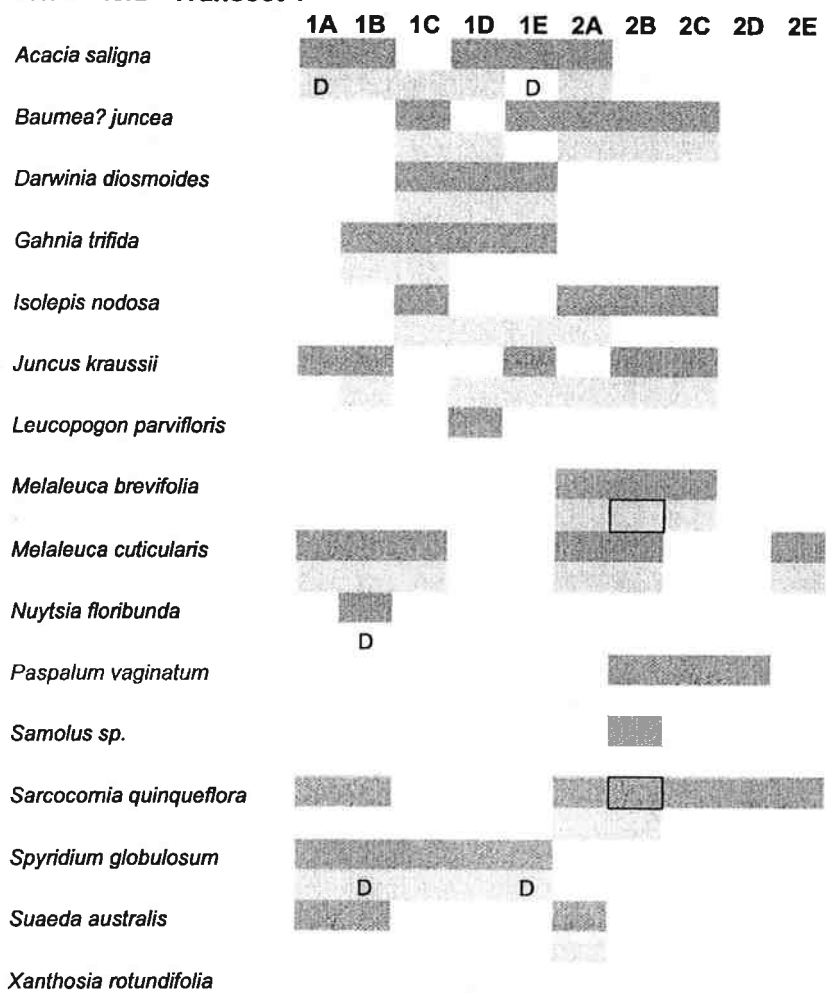 1A 1B 1C 1D 1E 2A 2B 2C 2D 2E
Acacia saligna
D D
Baumea? juncea
Darwinia diosmoides
Gahnia trifida
Isolepis nodosa
Juncus kraussii
Leucopogon parvifloris
Melaleuca brevifolia
Melaleuca cuticularis
Nuytsia floribunda
D
Paspalum vaginatum
Samolus sp.
Sarcocornia quinqueflora
Spyridium globulosum
D D
Suaeda australis
Xanthosia rotundifolia